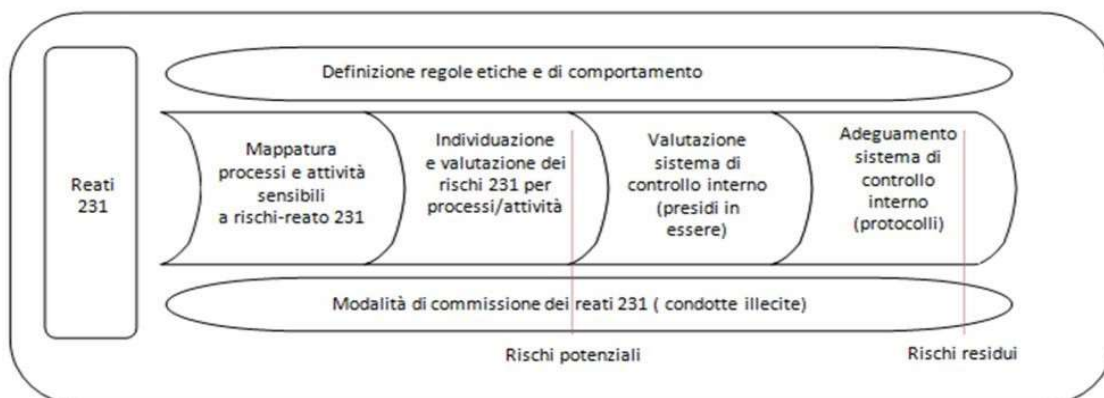 Definizione regole etiche e di comportamento
Reati
231
Mappatura
processi e attività
sensibili
a rischi-reato 231
Individuazione
e valutazione dei
rischi 231 per
processi/attività
Valutazione
sistema di
controllo interno
(presidi in
essere)
Adeguamento
sistema di
controllo
interno
(protocolli)
Modalità di commissione dei reati 231 ( condotte illecite)
Rischi potenziali
Rischi residui